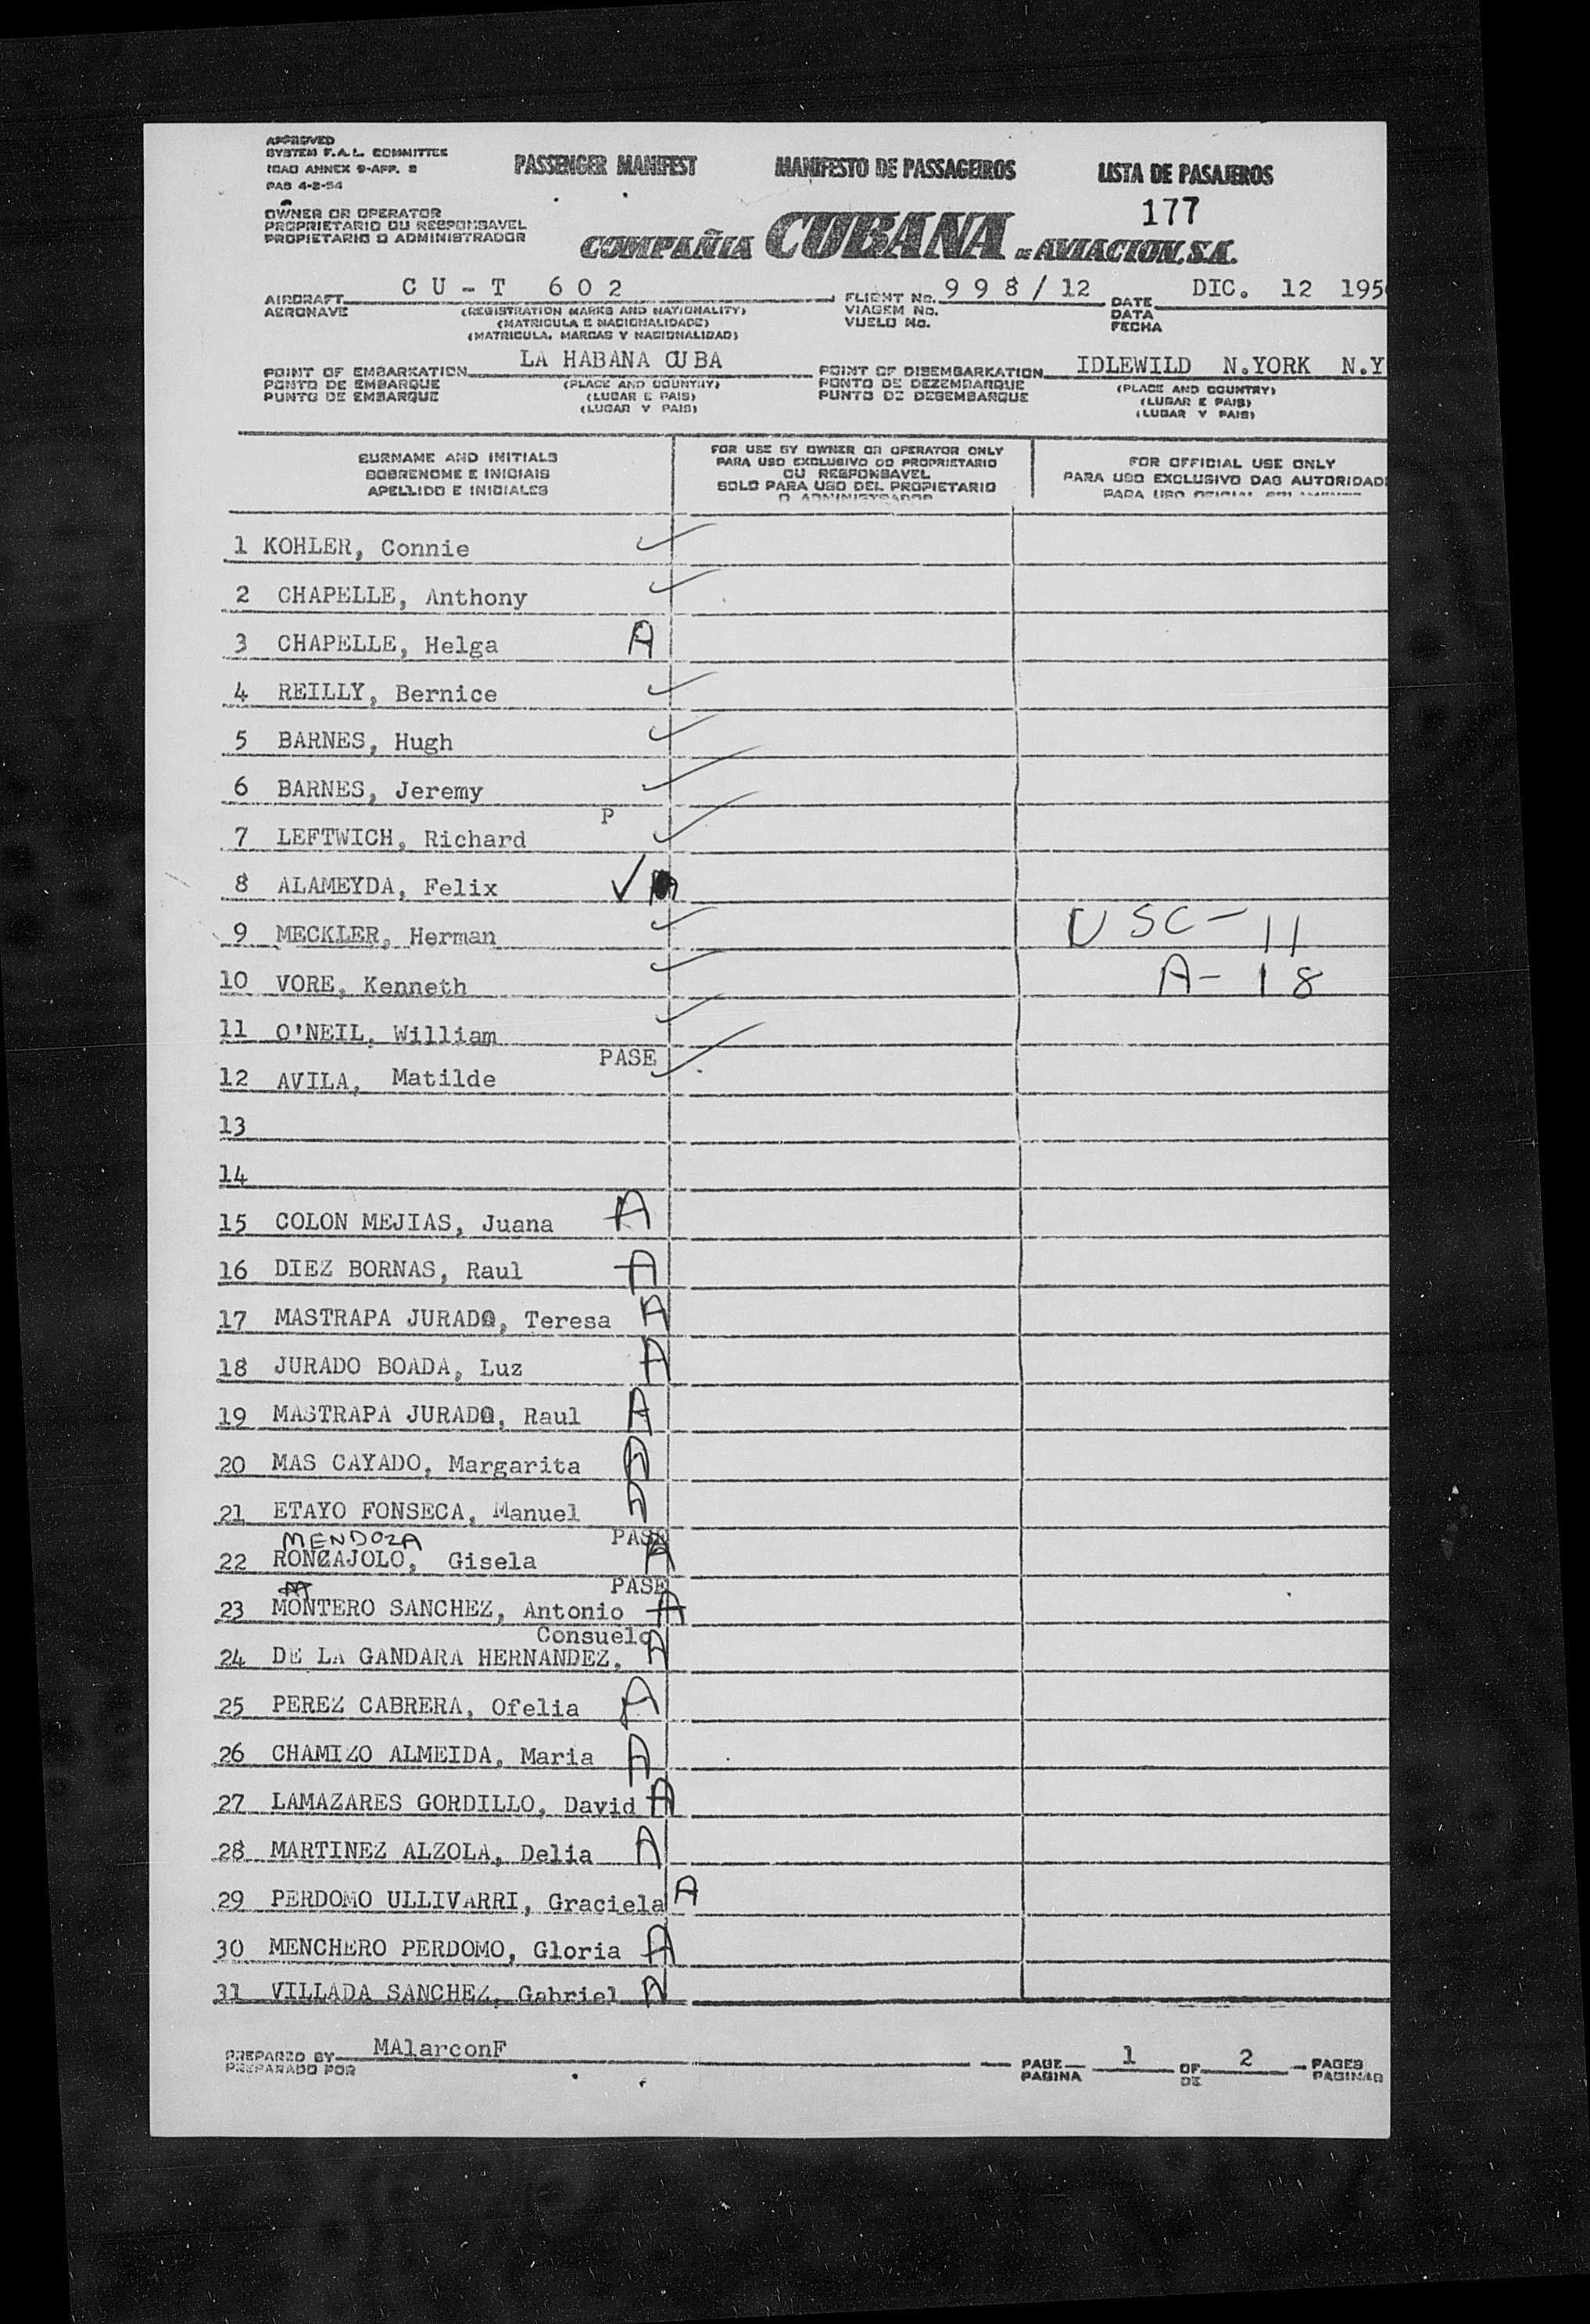 APPROVED
SYSTEM F.A.L. COMMITTEE
ICAO ANNEX 9-APP. 2
PAS 4-2-54
PASSENGER MANIFEST MANIFESTO DE PASSAGEIROS LISTA DE PASAJEROS
177
OWNER OR OPERATOR
PROPRIETARIO OU RESPONSAVEL
PROPIETARIO O ADMINISTRADOR
COMPAÑIA CUBANA DE AVIACION, S.A.
AIRCRAFT CU-T 602 FLIGHT No. 998/12 DATE DIC. 12 195
AERONAVE (REGISTRATION MARKS AND NATIONALITY) VIAGEM No. DATA
(MATRICULA E NACIONALIDADE) VUELO No. FECHA
(MATRICULA, MARCAS Y NACIONALIDAD)
POINT OF EMBARKATION LA HABANA CUBA POINT OF DISEMBARKATION IDLEWILD N.YORK N.Y
PONTO DE EMBARQUE (PLACE AND COUNTRY) PONTO DE DEZEMBARQUE (PLACE AND COUNTRY)
PUNTO DE EMBARQUE (LUGAR E PAIS) PUNTO DE DESEMBARQUE (LUGAR E PAIS)
(LUGAR Y PAIS) (LUGAR Y PAIS)
SURNAME AND INITIALS
SOBRENOME E INICIAIS
APELLIDO E INICIALES
FOR USE BY OWNER OR OPERATOR ONLY
PARA USO EXCLUSIVO DO PROPRIETARIO
OU RESPONSAVEL
SOLO PARA USO DEL PROPIETARIO
O ADMINISTRADOR
FOR OFFICIAL USE ONLY
PARA USO EXCLUSIVO DAS AUTORIDAD
PARA USO OFICIAL SOLAMENTE
1 KOHLER, Connie ✓
2 CHAPELLE, Anthony ✓
3 CHAPELLE, Helga A
4 REILLY, Bernice ✓
5 BARNES, Hugh ✓
6 BARNES, Jeremy ✓
P
7 LEFTWICH, Richard ✓
8 ALAMEYDA, Felix ✓
9 MECKLER, Herman ✓ USC-11
10 VORE, Kenneth ✓ A-18
11 O'NEIL, William ✓
PASE
12 AVILA, Matilde ✓
13
14
15 COLON MEJIAS, Juana A
16 DIEZ BORNAS, Raul A
17 MASTRAPA JURADO, Teresa A
18 JURADO BOADA, Luz A
19 MASTRAPA JURADO, Raul A
20 MAS CAYADO, Margarita A
21 ETAYO FONSECA, Manuel A
MENDOZA PASE
22 RONZAJOLO, Gisela A
PASE
23 MONTERO SANCHEZ, Antonio A
Consuelo
24 DE LA GANDARA HERNANDEZ, A
25 PEREZ CABRERA, Ofelia A
26 CHAMIZO ALMEIDA, Maria A
27 LAMAZARES GORDILLO, David A
28 MARTINEZ ALZOLA, Delia A
29 PERDOMO ULLIVARRI, Graciela A
30 MENCHERO PERDOMO, Gloria A
31 VILLADA SANCHEZ, Gabriel A
PREPARED BY MAlarconF PAGE 1 OF 2 PAGES
PREPARADO POR PAGINA DE PAGINAS